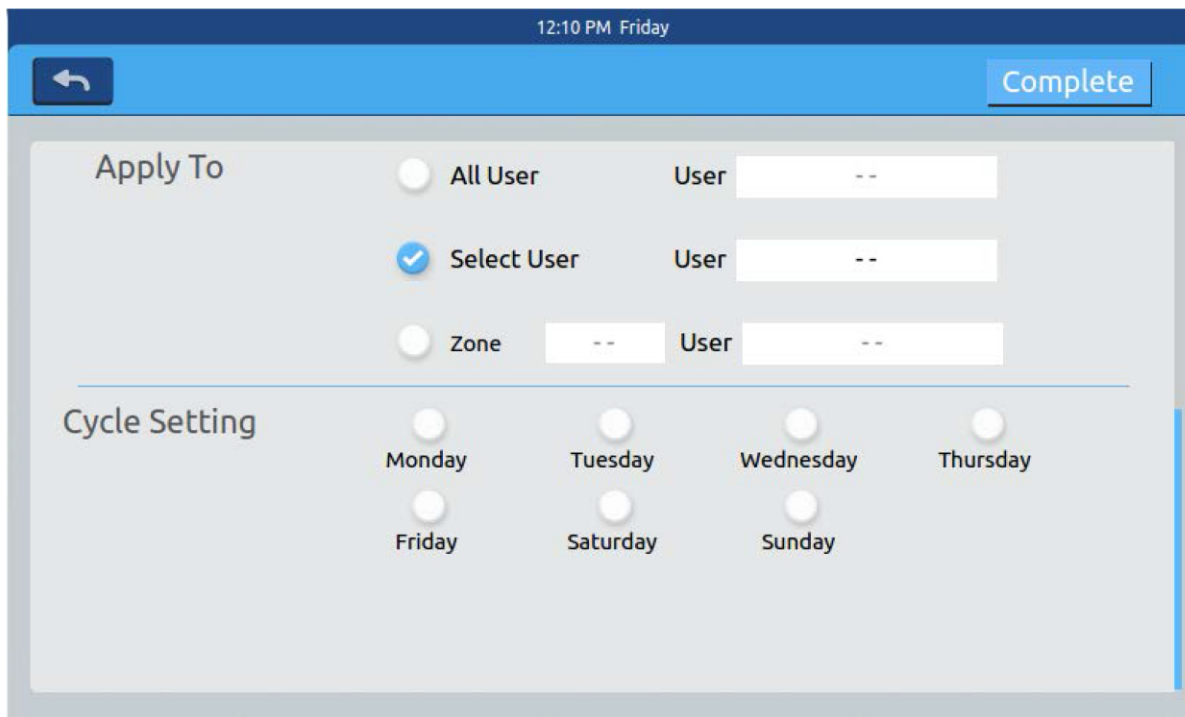 12:10 PM Friday
Complete
Apply To
All User User - -
Select User User - -
Zone - - User - -
Cycle Setting
Monday Tuesday Wednesday Thursday
Friday Saturday Sunday